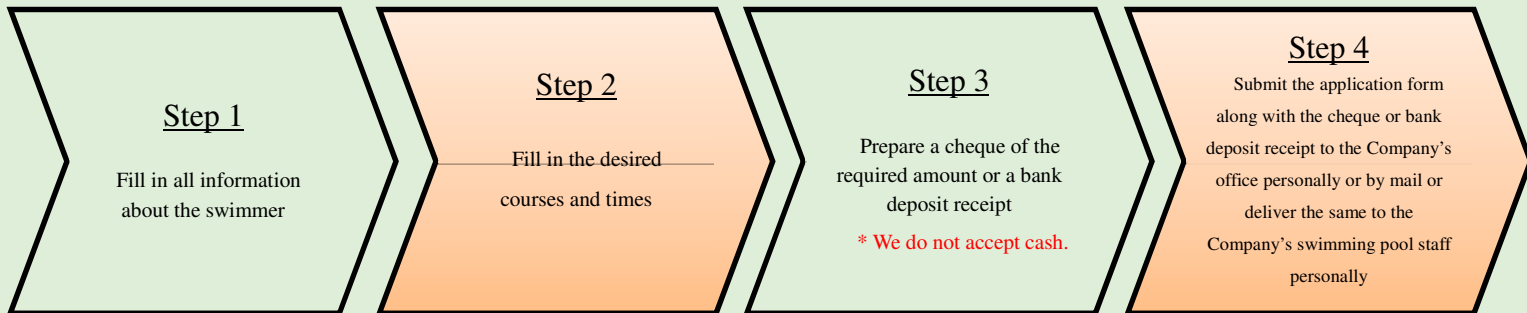 Step 1
Fill in all information
about the swimmer
Step 2
Fill in the desired
courses and times
Step 3
Prepare a cheque of the
required amount or a bank
deposit receipt
* We do not accept cash.
Step 4
Submit the application form
along with the cheque or bank
deposit receipt to the Company's
office personally or by mail or
deliver the same to the
Company's swimming pool staff
personally